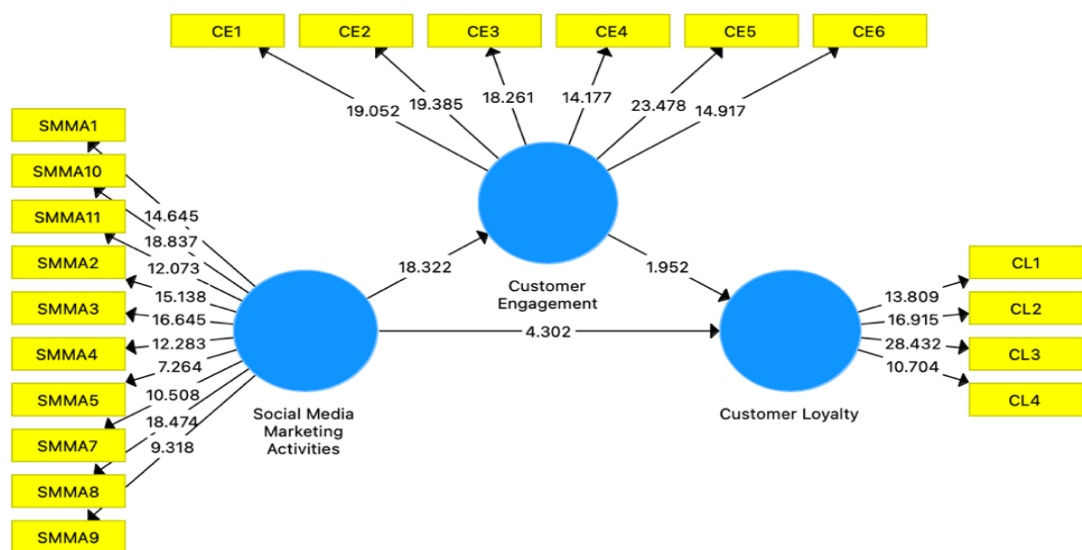 CE1 CE2 CE3 CE4 CE5 CE6
19.052 19.385 18.261 14.177 23.478 14.917
SMMA1
SMMA10
SMMA11
SMMA2
SMMA3
SMMA4
SMMA5
SMMA7
SMMA8
SMMA9
14.645
18.837
12.073
15.138
16.645
12.283
7.264
10.508
18.474
9.318
Social Media
Marketing
Activities
18.322
Customer
Engagement
1.952
4.302
Customer Loyalty
13.809
16.915
28.432
10.704
CL1
CL2
CL3
CL4